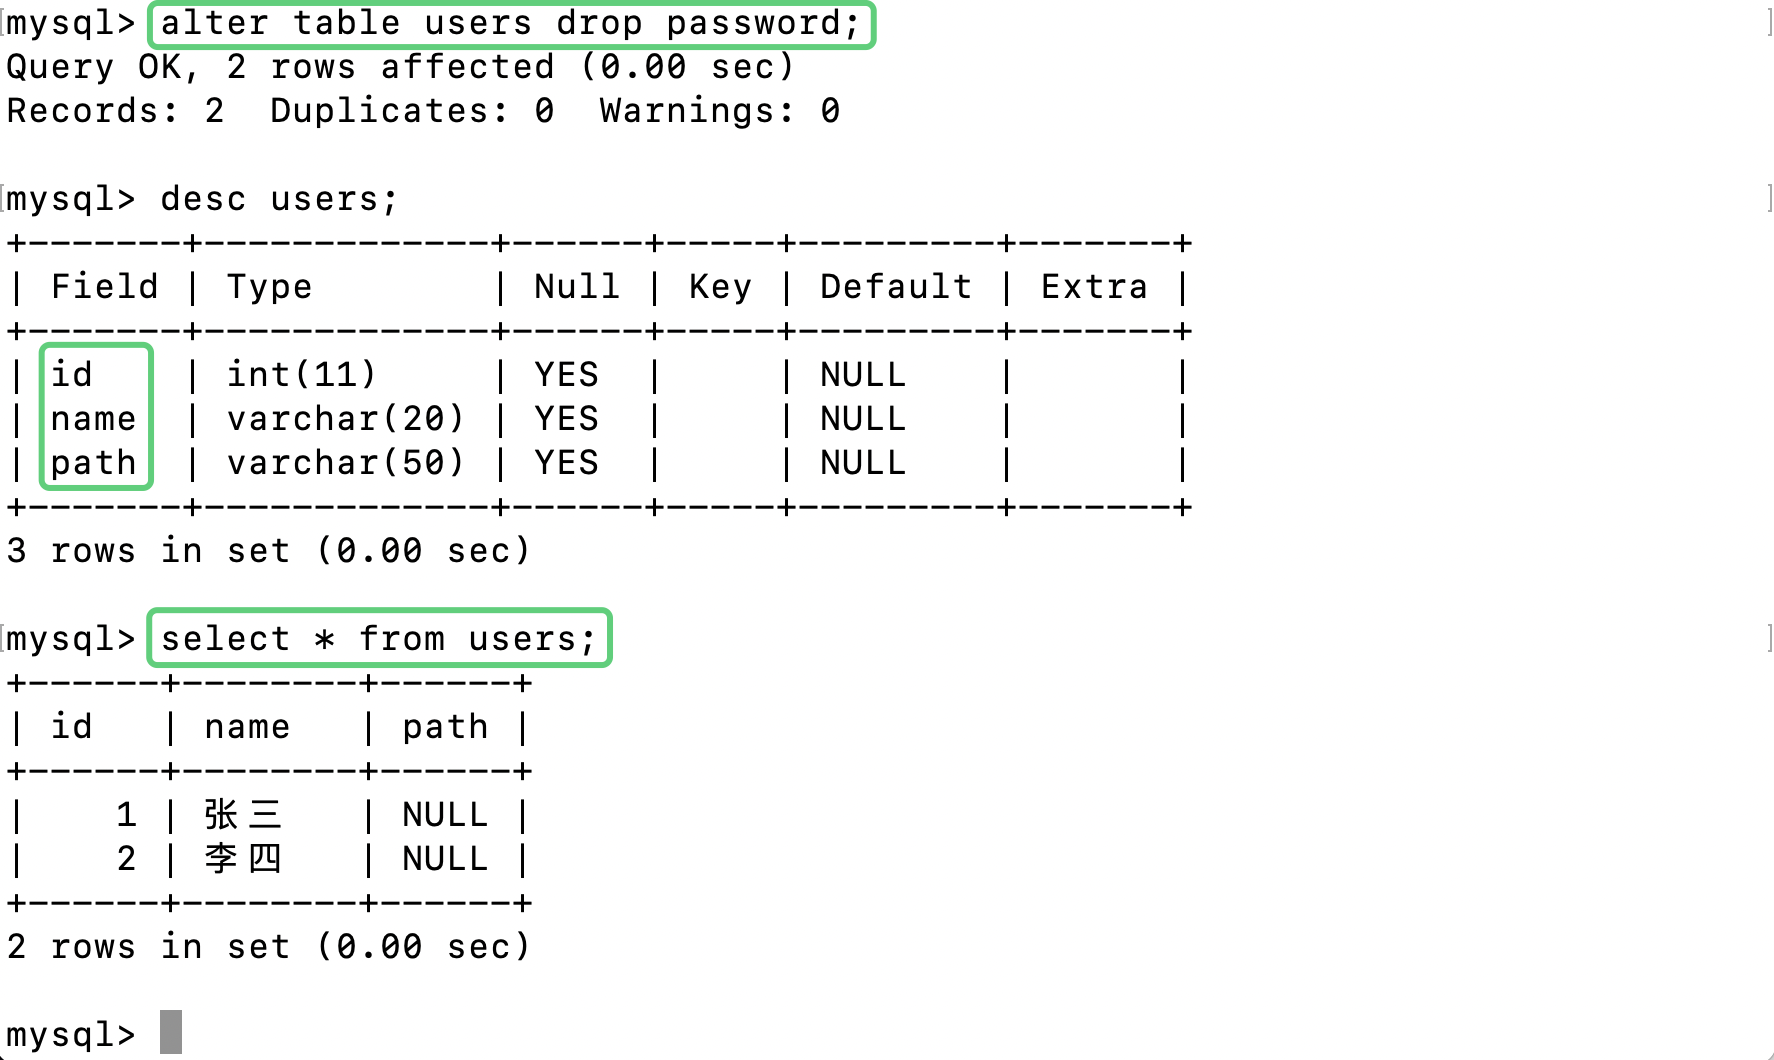 mysql> alter table users drop password;
Query OK, 2 rows affected (0.00 sec)
Records: 2  Duplicates: 0  Warnings: 0
mysql> desc users;
+-------+-------------+------+-----+---------+-------+
| Field | Type        | Null | Key | Default | Extra |
+-------+-------------+------+-----+---------+-------+
| id    | int(11)     | YES  |     | NULL    |       |
| name  | varchar(20) | YES  |     | NULL    |       |
| path  | varchar(50) | YES  |     | NULL    |       |
+-------+-------------+------+-----+---------+-------+
3 rows in set (0.00 sec)
mysql> select * from users;
+------+--------+------+
| id   | name   | path |
+------+--------+------+
|    1 | 张三   | NULL |
|    2 | 李四   | NULL |
+------+--------+------+
2 rows in set (0.00 sec)
mysql>